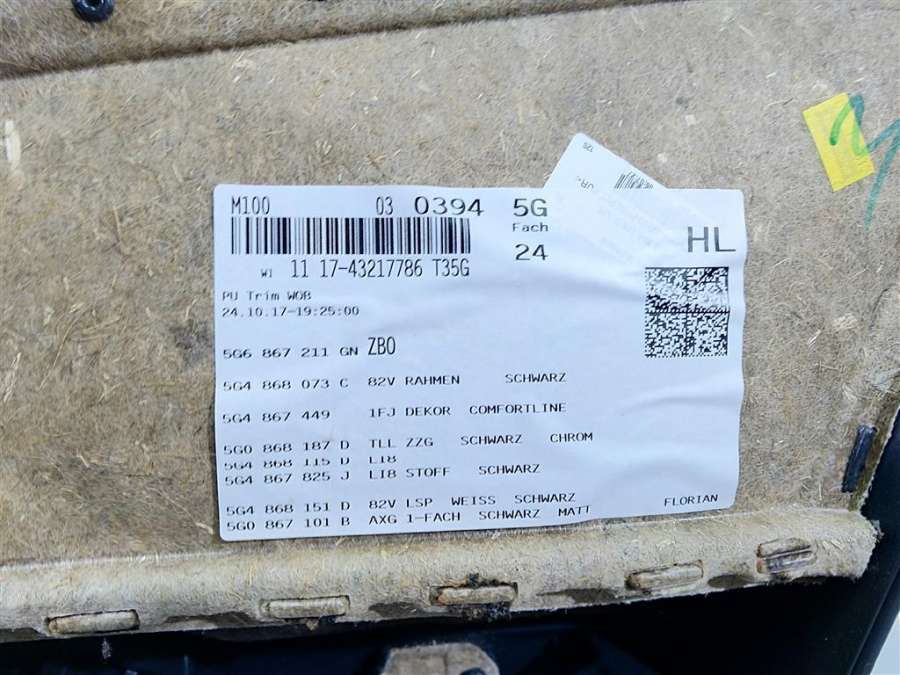 M100 03 0394 5G
Fach
24
HL
WI 11 17-43217786 T35G
PU Trim WOB
24.10.17-19:25:00
5G6 867 211 GN ZB0
5G4 868 073 C 82V RAHMEN SCHWARZ
5G4 867 449 1FJ DEKOR COMFORTLINE
5G0 868 187 D TLL ZZG SCHWARZ CHROM
5G4 868 115 D LI8
5G4 867 825 J LI8 STOFF SCHWARZ
5G4 868 151 D 82V LSP WEISS SCHWARZ
5G0 867 101 B AXG 1-FACH SCHWARZ MATT FLORIAN